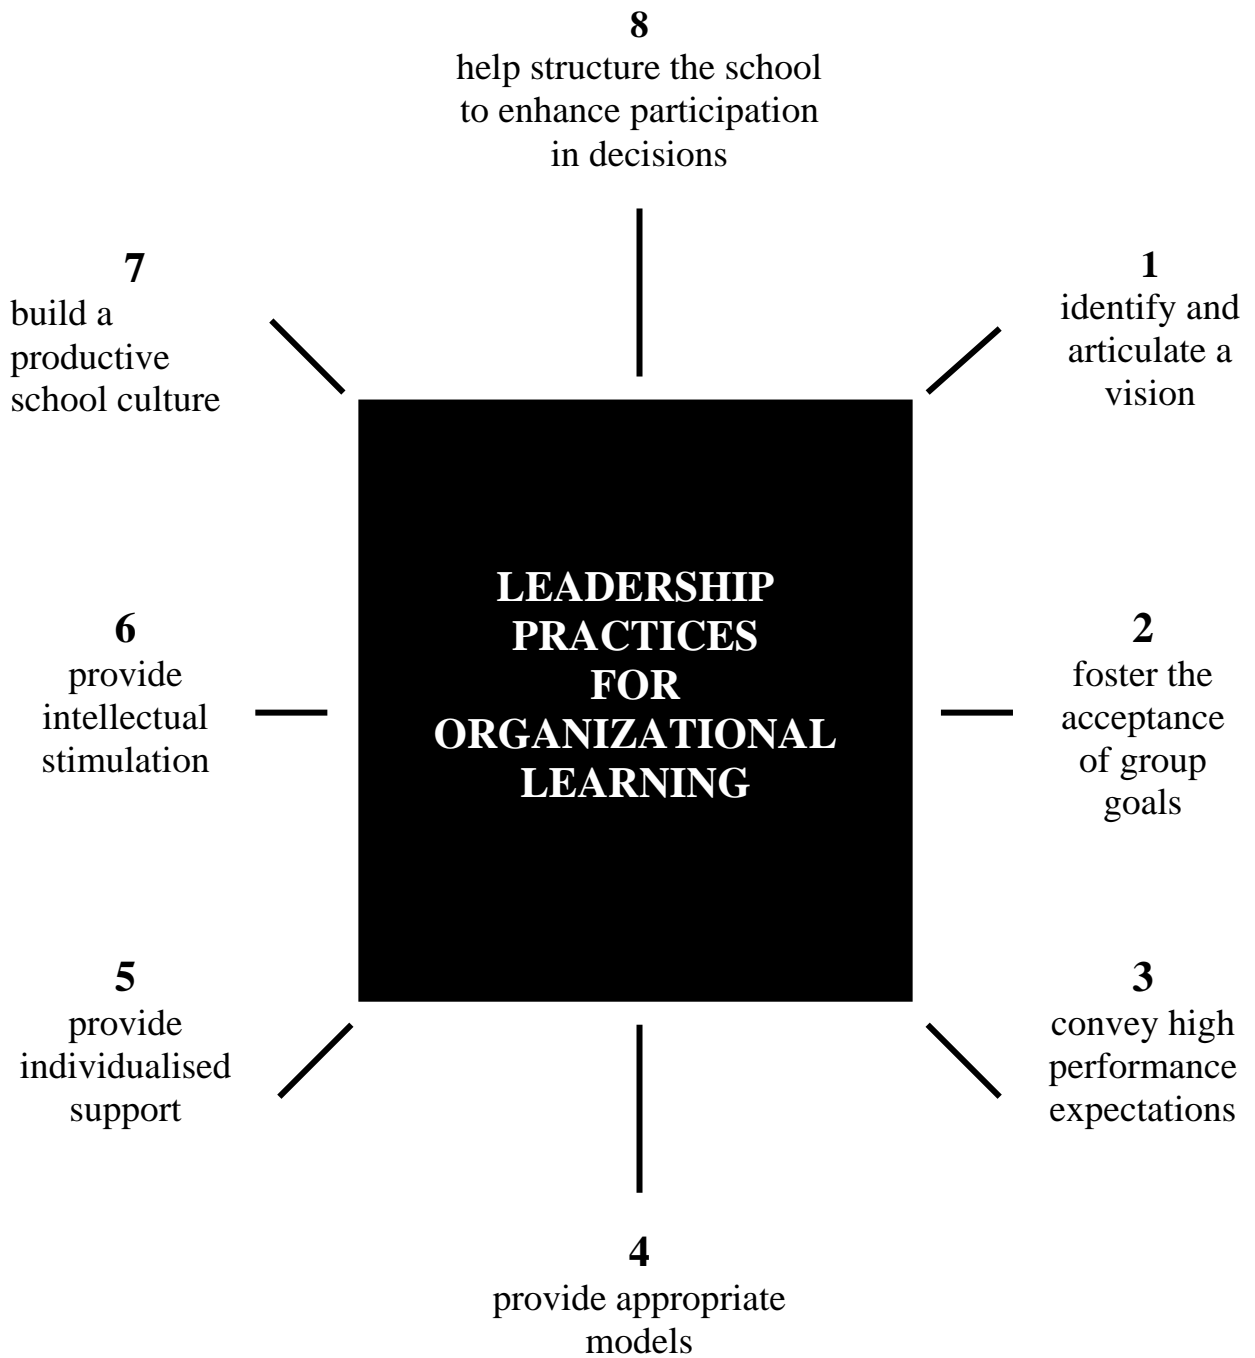 8
help structure the school
to enhance participation
in decisions
7
build a
productive
school culture
1
identify and
articulate a
vision
LEADERSHIP
PRACTICES
FOR
ORGANIZATIONAL
LEARNING
6
provide
intellectual
stimulation
2
foster the
acceptance
of group
goals
5
provide
individualised
support
3
convey high
performance
expectations
4
provide appropriate
models